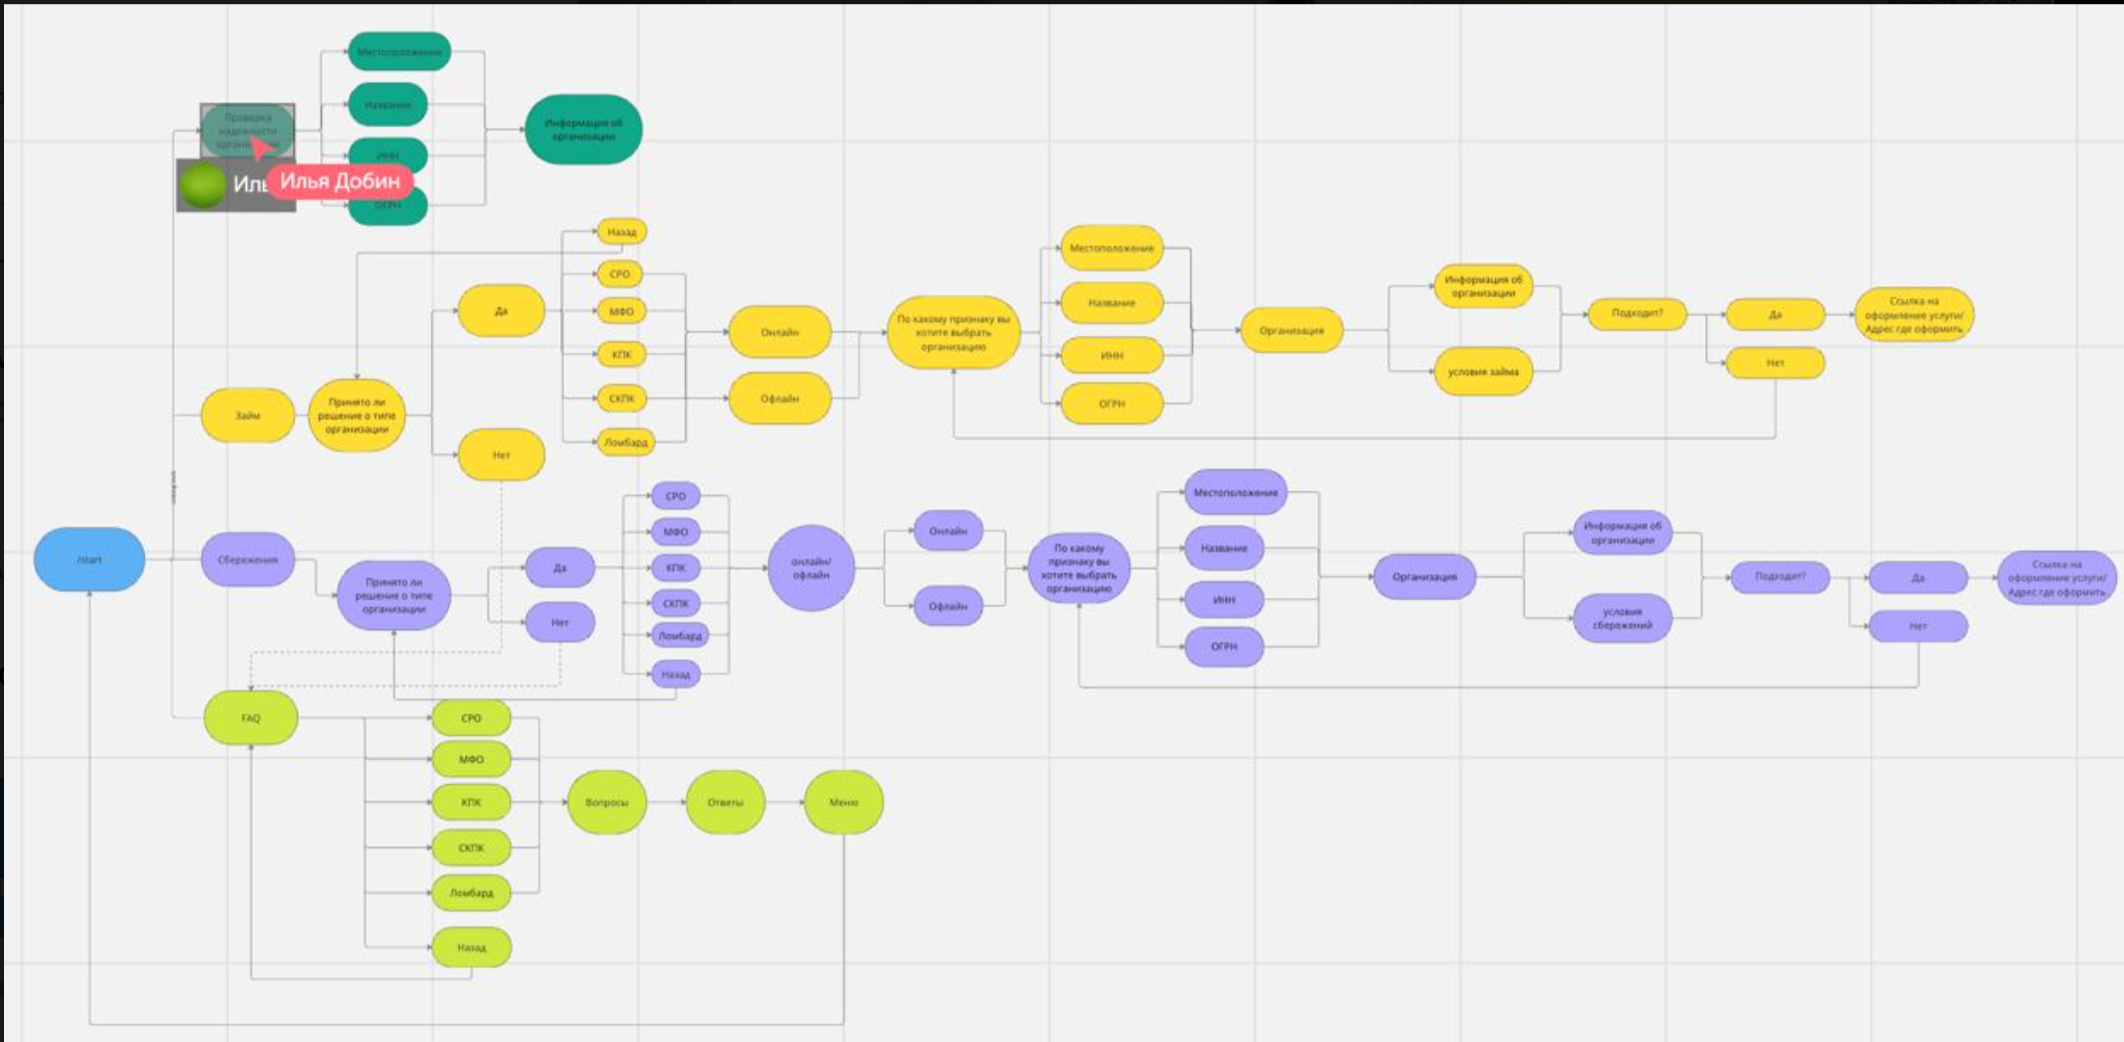 Местоположение
Название
ИНН
ОГРН
Проверка
надежности
Информация об
организации
Иль
Илья Добин
Займ
Принято ли
решение о типе
организации
Да
Нет
Назад
СРО
МФО
КПК
СКПК
Ломбард
Онлайн
Офлайн
По какому признаку вы
хотите выбрать
организацию
Местоположение
Название
ИНН
ОГРН
Организация
Информация об
организации
условия займа
Подходит?
Да
Нет
Ссылка на
оформление услуги/
Адрес где оформить
/start
Сбережения
Принято ли
решение о типе
организации
Да
Нет
СРО
МФО
КПК
СКПК
Ломбард
Назад
онлайн/
офлайн
Онлайн
Офлайн
По какому
признаку вы
хотите выбрать
организацию
Местоположение
Название
ИНН
ОГРН
Организация
Информация об
организации
условия
сбережений
Подходит?
Да
Нет
Ссылка на
оформление услуги/
Адрес где оформить
FAQ
СРО
МФО
КПК
СКПК
Ломбард
Назад
Вопросы
Ответы
Меню